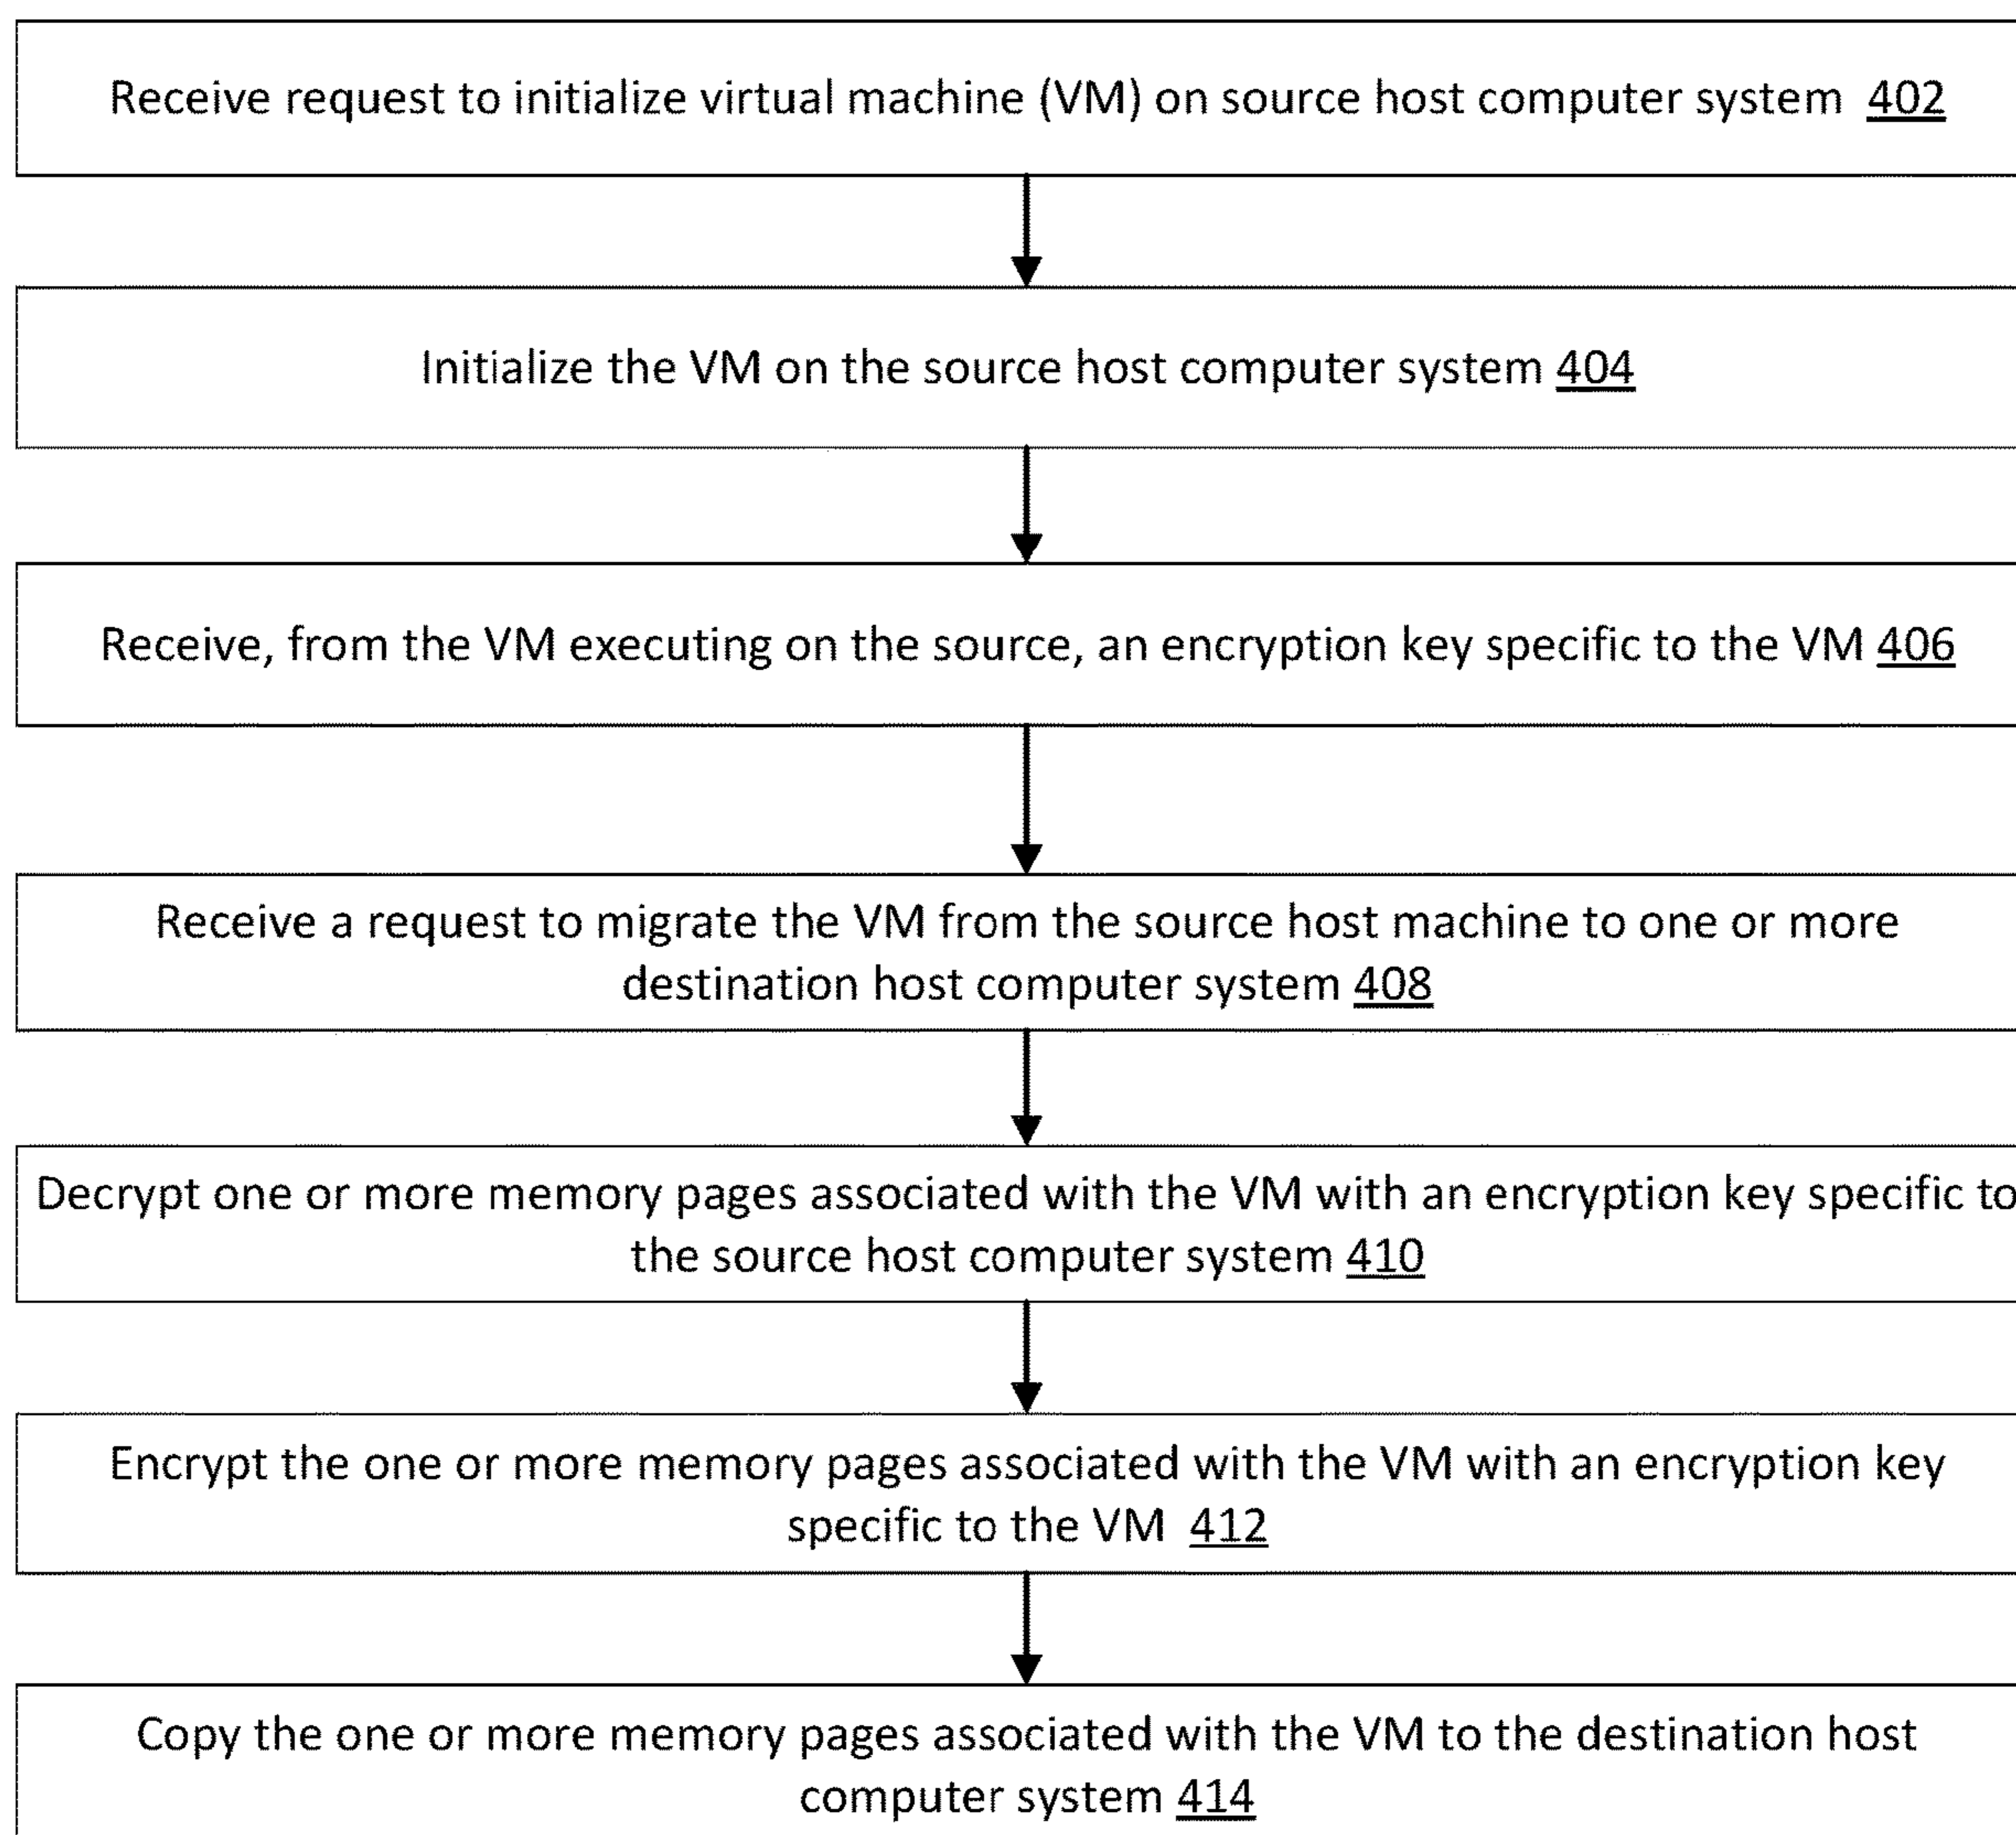 Receive request to initialize virtual machine (VM) on source host computer system 402
Initialize the VM on the source host computer system 404
Receive, from the VM executing on the source, an encryption key specific to the VM 406
Receive a request to migrate the VM from the source host machine to one or more
destination host computer system 408
Decrypt one or more memory pages associated with the VM with an encryption key specific to
the source host computer system 410
Encrypt the one or more memory pages associated with the VM with an encryption key
specific to the VM 412
Copy the one or more memory pages associated with the VM to the destination host
computer system 414